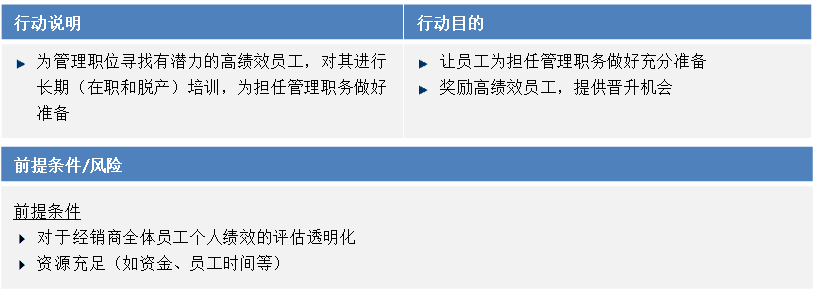 行动说明
行动目的
为管理职位寻找有潜力的高绩效员工，对其进行
长期（在职和脱产）培训，为担任管理职务做好
准备
让员工为担任管理职务做好充分准备
奖励高绩效员工，提供晋升机会
前提条件/风险
前提条件
对于经销商全体员工个人绩效的评估透明化
资源充足（如资金、员工时间等）